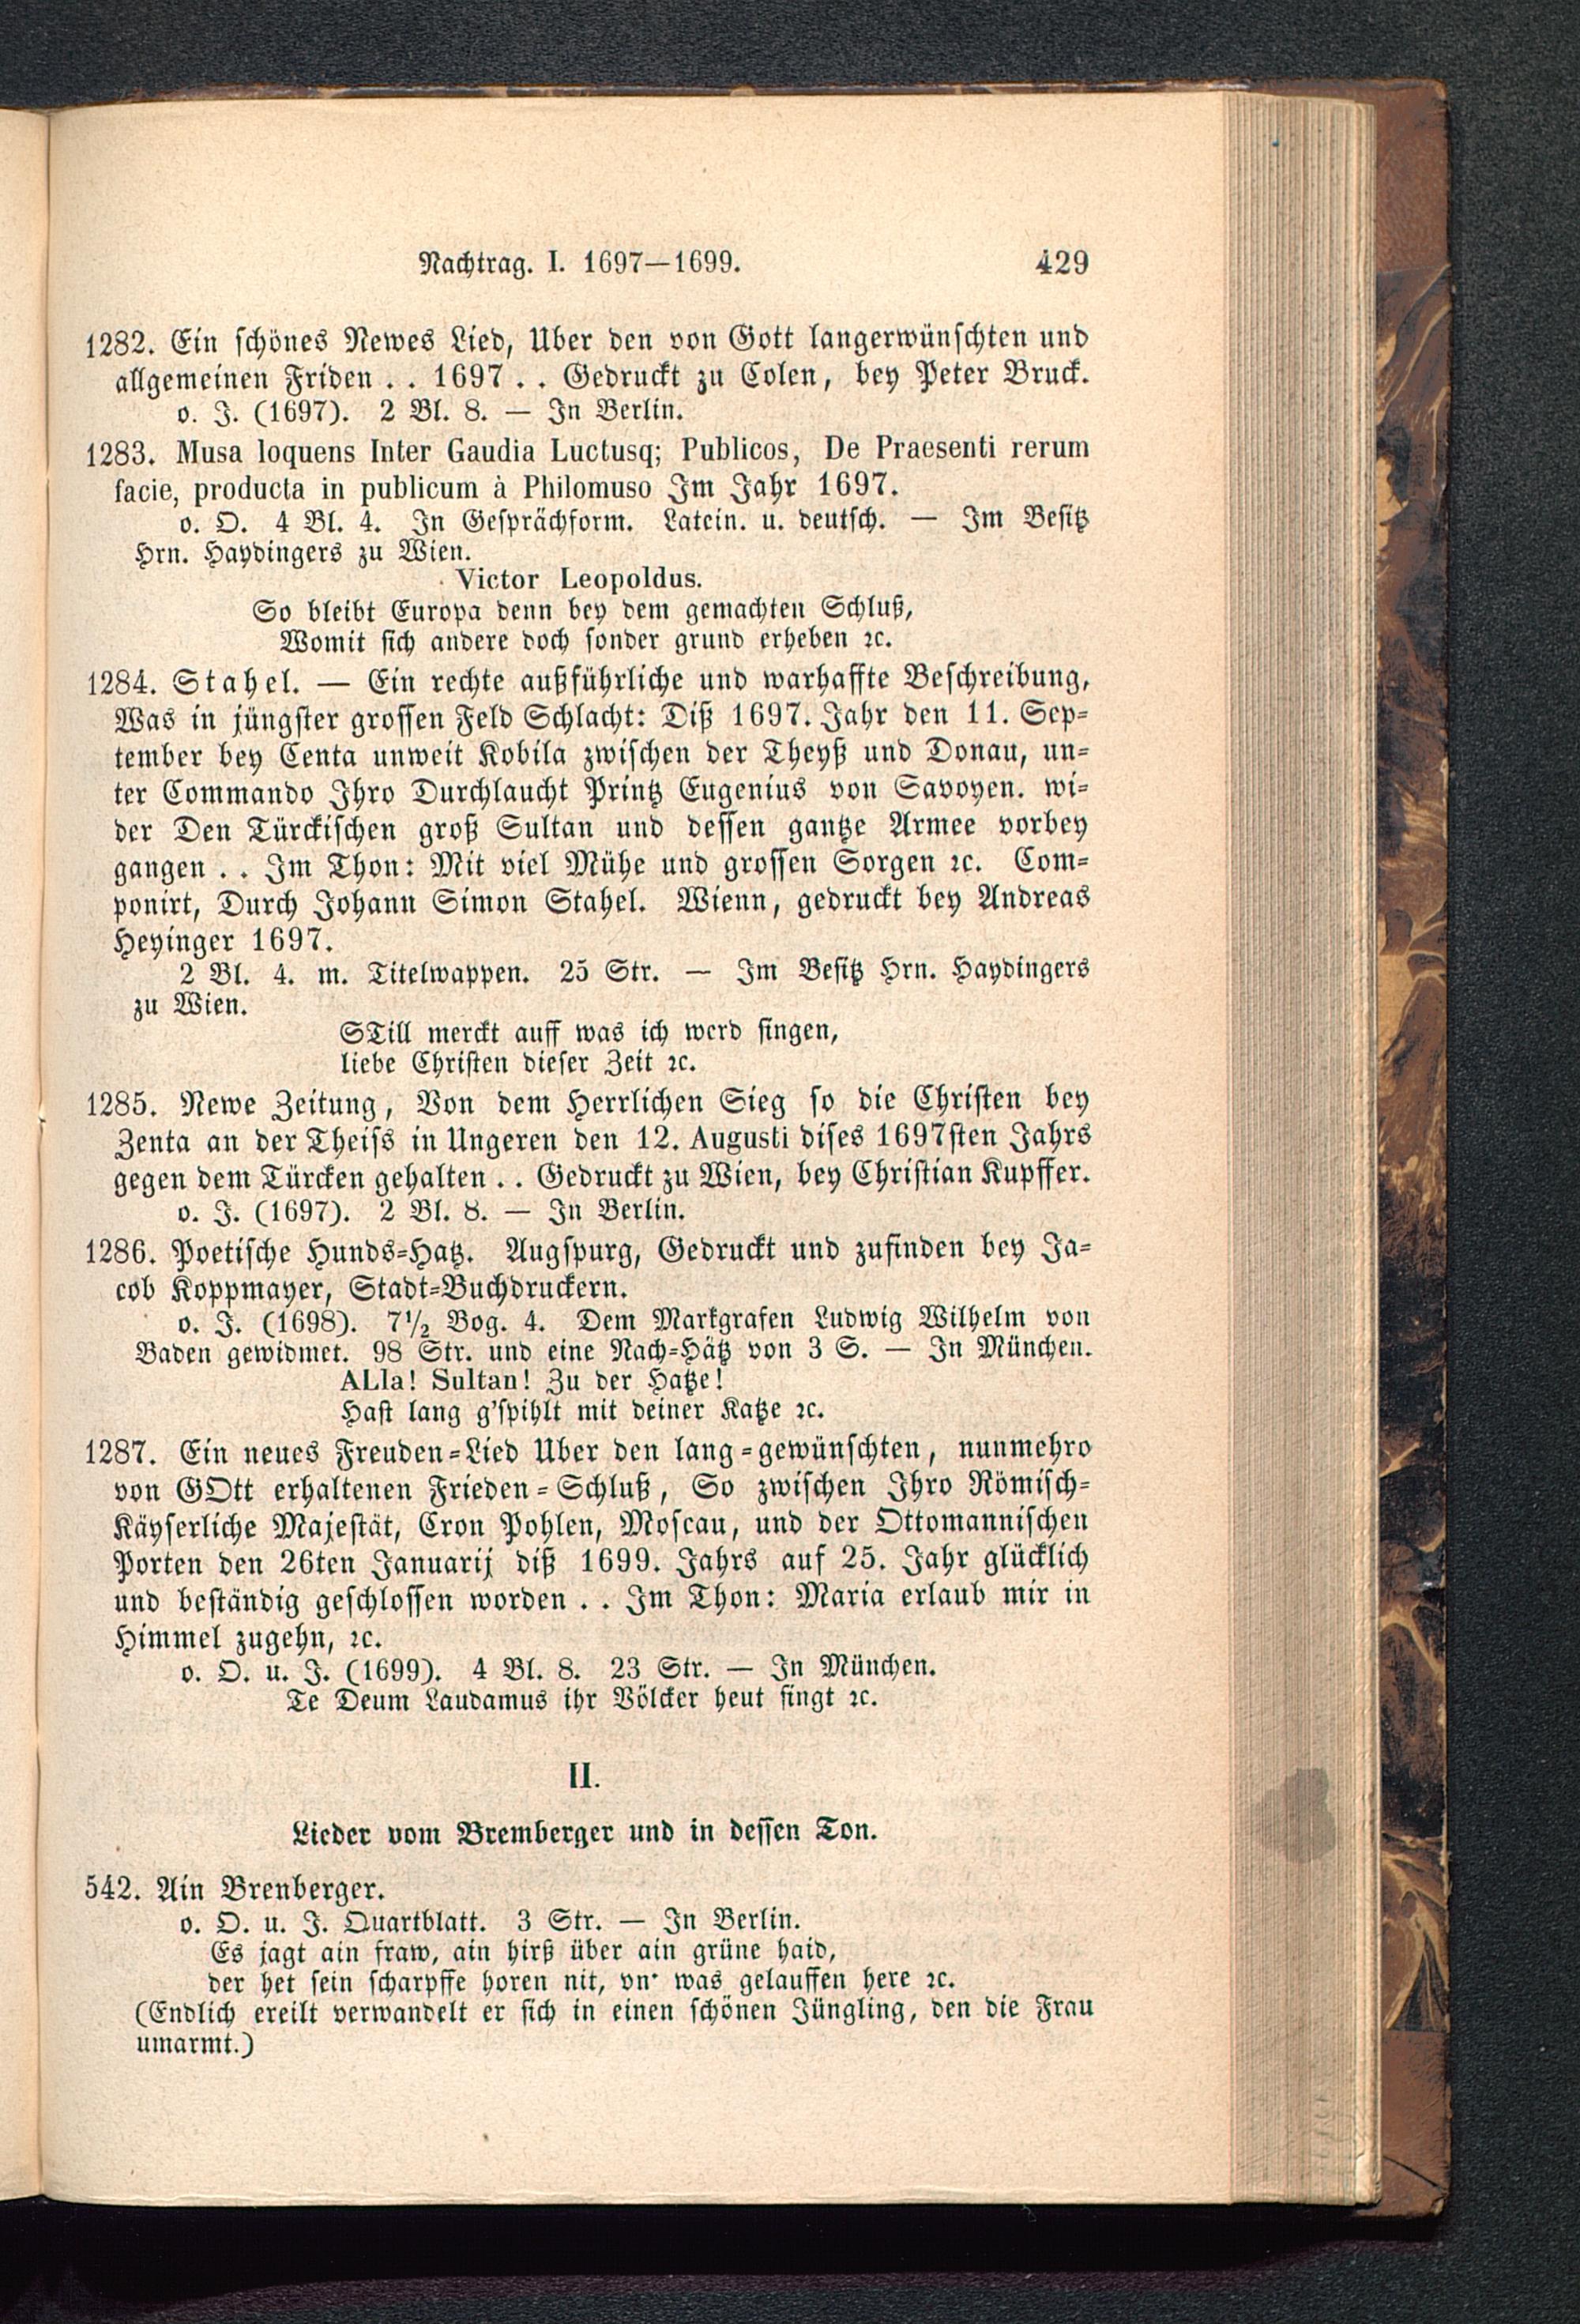 Nachtrag. I. 1697—1699. 429
1282. Ein schönes Newes Lied, Uber den von Gott langerwünschten und
allgemeinen Friden . . 1697 . . Gedruckt zu Colen, bey Peter Bruck.
o. J. (1697). 2 Bl. 8. — In Berlin.
1283. Musa loquens Inter Gaudia Luctusq; Publicos, De Praesenti rerum
facie, producta in publicum à Philomuso Im Jahr 1697.
o. O. 4 Bl. 4. In Gesprächform. Latein. u. deutsch. — Im Besitz
Hrn. Haydingers zu Wien.
Victor Leopoldus.
So bleibt Europa denn bey dem gemachten Schluß,
Womit sich andere doch sonder grund erheben ꝛc.
1284. Stahel. — Ein rechte außführliche und warhaffte Beschreibung,
Was in jüngster grossen Feld Schlacht: Diß 1697. Jahr den 11. Sep-
tember bey Centa unweit Kobila zwischen der Theyß und Donau, un-
ter Commando Ihro Durchlaucht Printz Eugenius von Savoyen. wi-
der Den Türckischen groß Sultan und dessen gantze Armee vorbey
gangen . . Im Thon: Mit viel Mühe und grossen Sorgen ꝛc. Com-
ponirt, Durch Johann Simon Stahel. Wienn, gedruckt bey Andreas
Heyinger 1697.
2 Bl. 4. m. Titelwappen. 25 Str. — Im Besitz Hrn. Haydingers
zu Wien.
STill merckt auff was ich werd singen,
liebe Christen dieser Zeit ꝛc.
1285. Newe Zeitung, Von dem Herrlichen Sieg so die Christen bey
Zenta an der Theiss in Ungeren den 12. Augusti dises 1697sten Jahrs
gegen dem Türcken gehalten . . Gedruckt zu Wien, bey Christian Kupffer.
o. J. (1697). 2 Bl. 8. — In Berlin.
1286. Poetische Hunds-Hatz. Augspurg, Gedruckt und zufinden bey Ja-
cob Koppmayer, Stadt-Buchdruckern.
o. J. (1698). 7½ Bog. 4. Dem Markgrafen Ludwig Wilhelm von
Baden gewidmet. 98 Str. und eine Nach-Hätz von 3 S. — In München.
ALla! Sultan! Zu der Hatze!
Hast lang g'spihlt mit deiner Katze ꝛc.
1287. Ein neues Freuden-Lied Uber den lang-gewünschten, nunmehro
von GOtt erhaltenen Frieden-Schluß, So zwischen Ihro Römisch-
Käyserliche Majestät, Cron Pohlen, Moscau, und der Ottomannischen
Porten den 26ten Januarij diß 1699. Jahrs auf 25. Jahr glücklich
und beständig geschlossen worden . . Im Thon: Maria erlaub mir in
Himmel zugehn, ꝛc.
o. O. u. J. (1699). 4 Bl. 8. 23 Str. — In München.
Te Deum Laudamus ihr Völcker heut singt ꝛc.
II.
Lieder vom Bremberger und in dessen Ton.
542. Ain Brenberger.
o. O. u. J. Quartblatt. 3 Str. — In Berlin.
Es jagt ain fraw, ain hirß über ain grüne haid,
der het sein scharpffe horen nit, vn· was gelauffen here ꝛc.
(Endlich ereilt verwandelt er sich in einen schönen Jüngling, den die Frau
umarmt.)